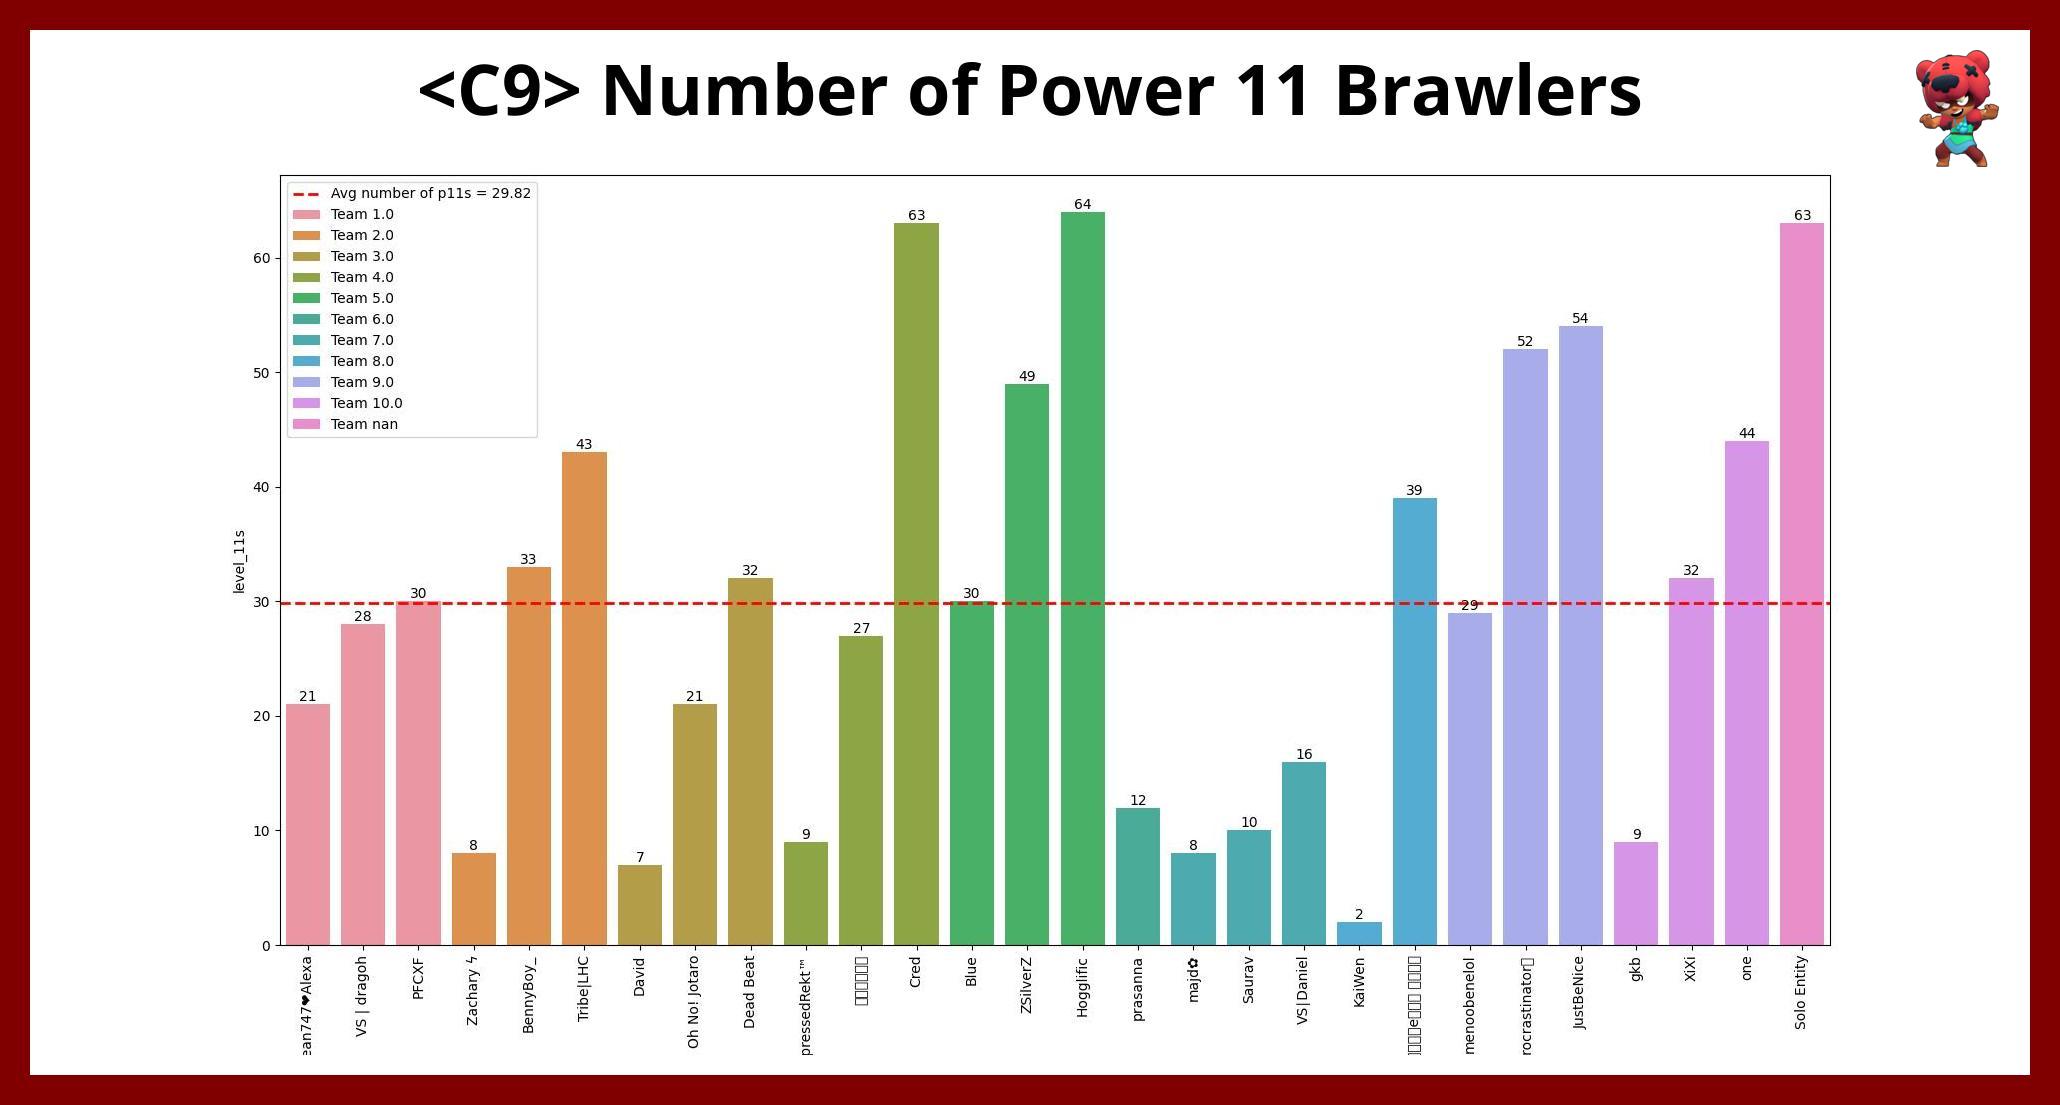 <C9> Number of Power 11 Brawlers
Avg number of p11s = 29.82
Team 1.0
Team 2.0
Team 3.0
Team 4.0
Team 5.0
Team 6.0
Team 7.0
Team 8.0
Team 9.0
Team 10.0
Team nan
level_11s
60
50
40
30
20
10
0
21
28
30
8
33
43
7
21
32
9
27
63
30
49
64
12
8
10
16
2
39
29
52
54
9
32
44
63
ean747❤Alexa
VS | dragoh
PFCXF
Zachary ϟ
BennyBoy_
Tribe|LHC
David
Oh No! Jotaro
Dead Beat
pressedRekt™
Cred
Blue
ZSilverZ
Hogglific
prasanna
majd✿
Saurav
VS|Daniel
KaiWen
menoobenelol
rocrastinator
JustBeNice
gkb
XiXi
one
Solo Entity